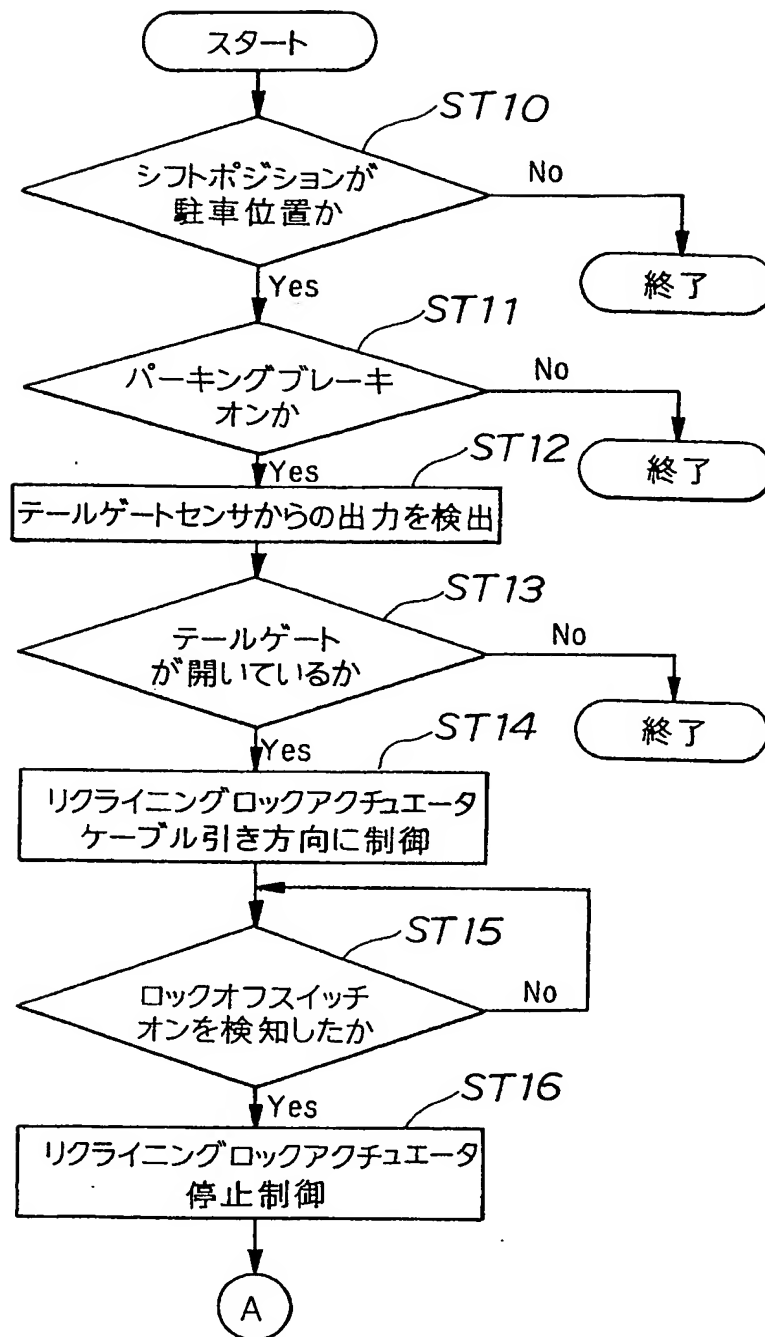 スタート
ST10
シフトポジションが
駐車位置か
No
終了
Yes
ST11
パーキングブレーキ
オンか
No
終了
Yes
ST12
テールゲートセンサからの出力を検出
ST13
テールゲート
が開いているか
No
終了
Yes
ST14
リクライニングロックアクチュエータ
ケーブル引き方向に制御
ST15
ロックオフスイッチ
オンを検知したか
No
Yes
ST16
リクライニングロックアクチュエータ
停止制御
A